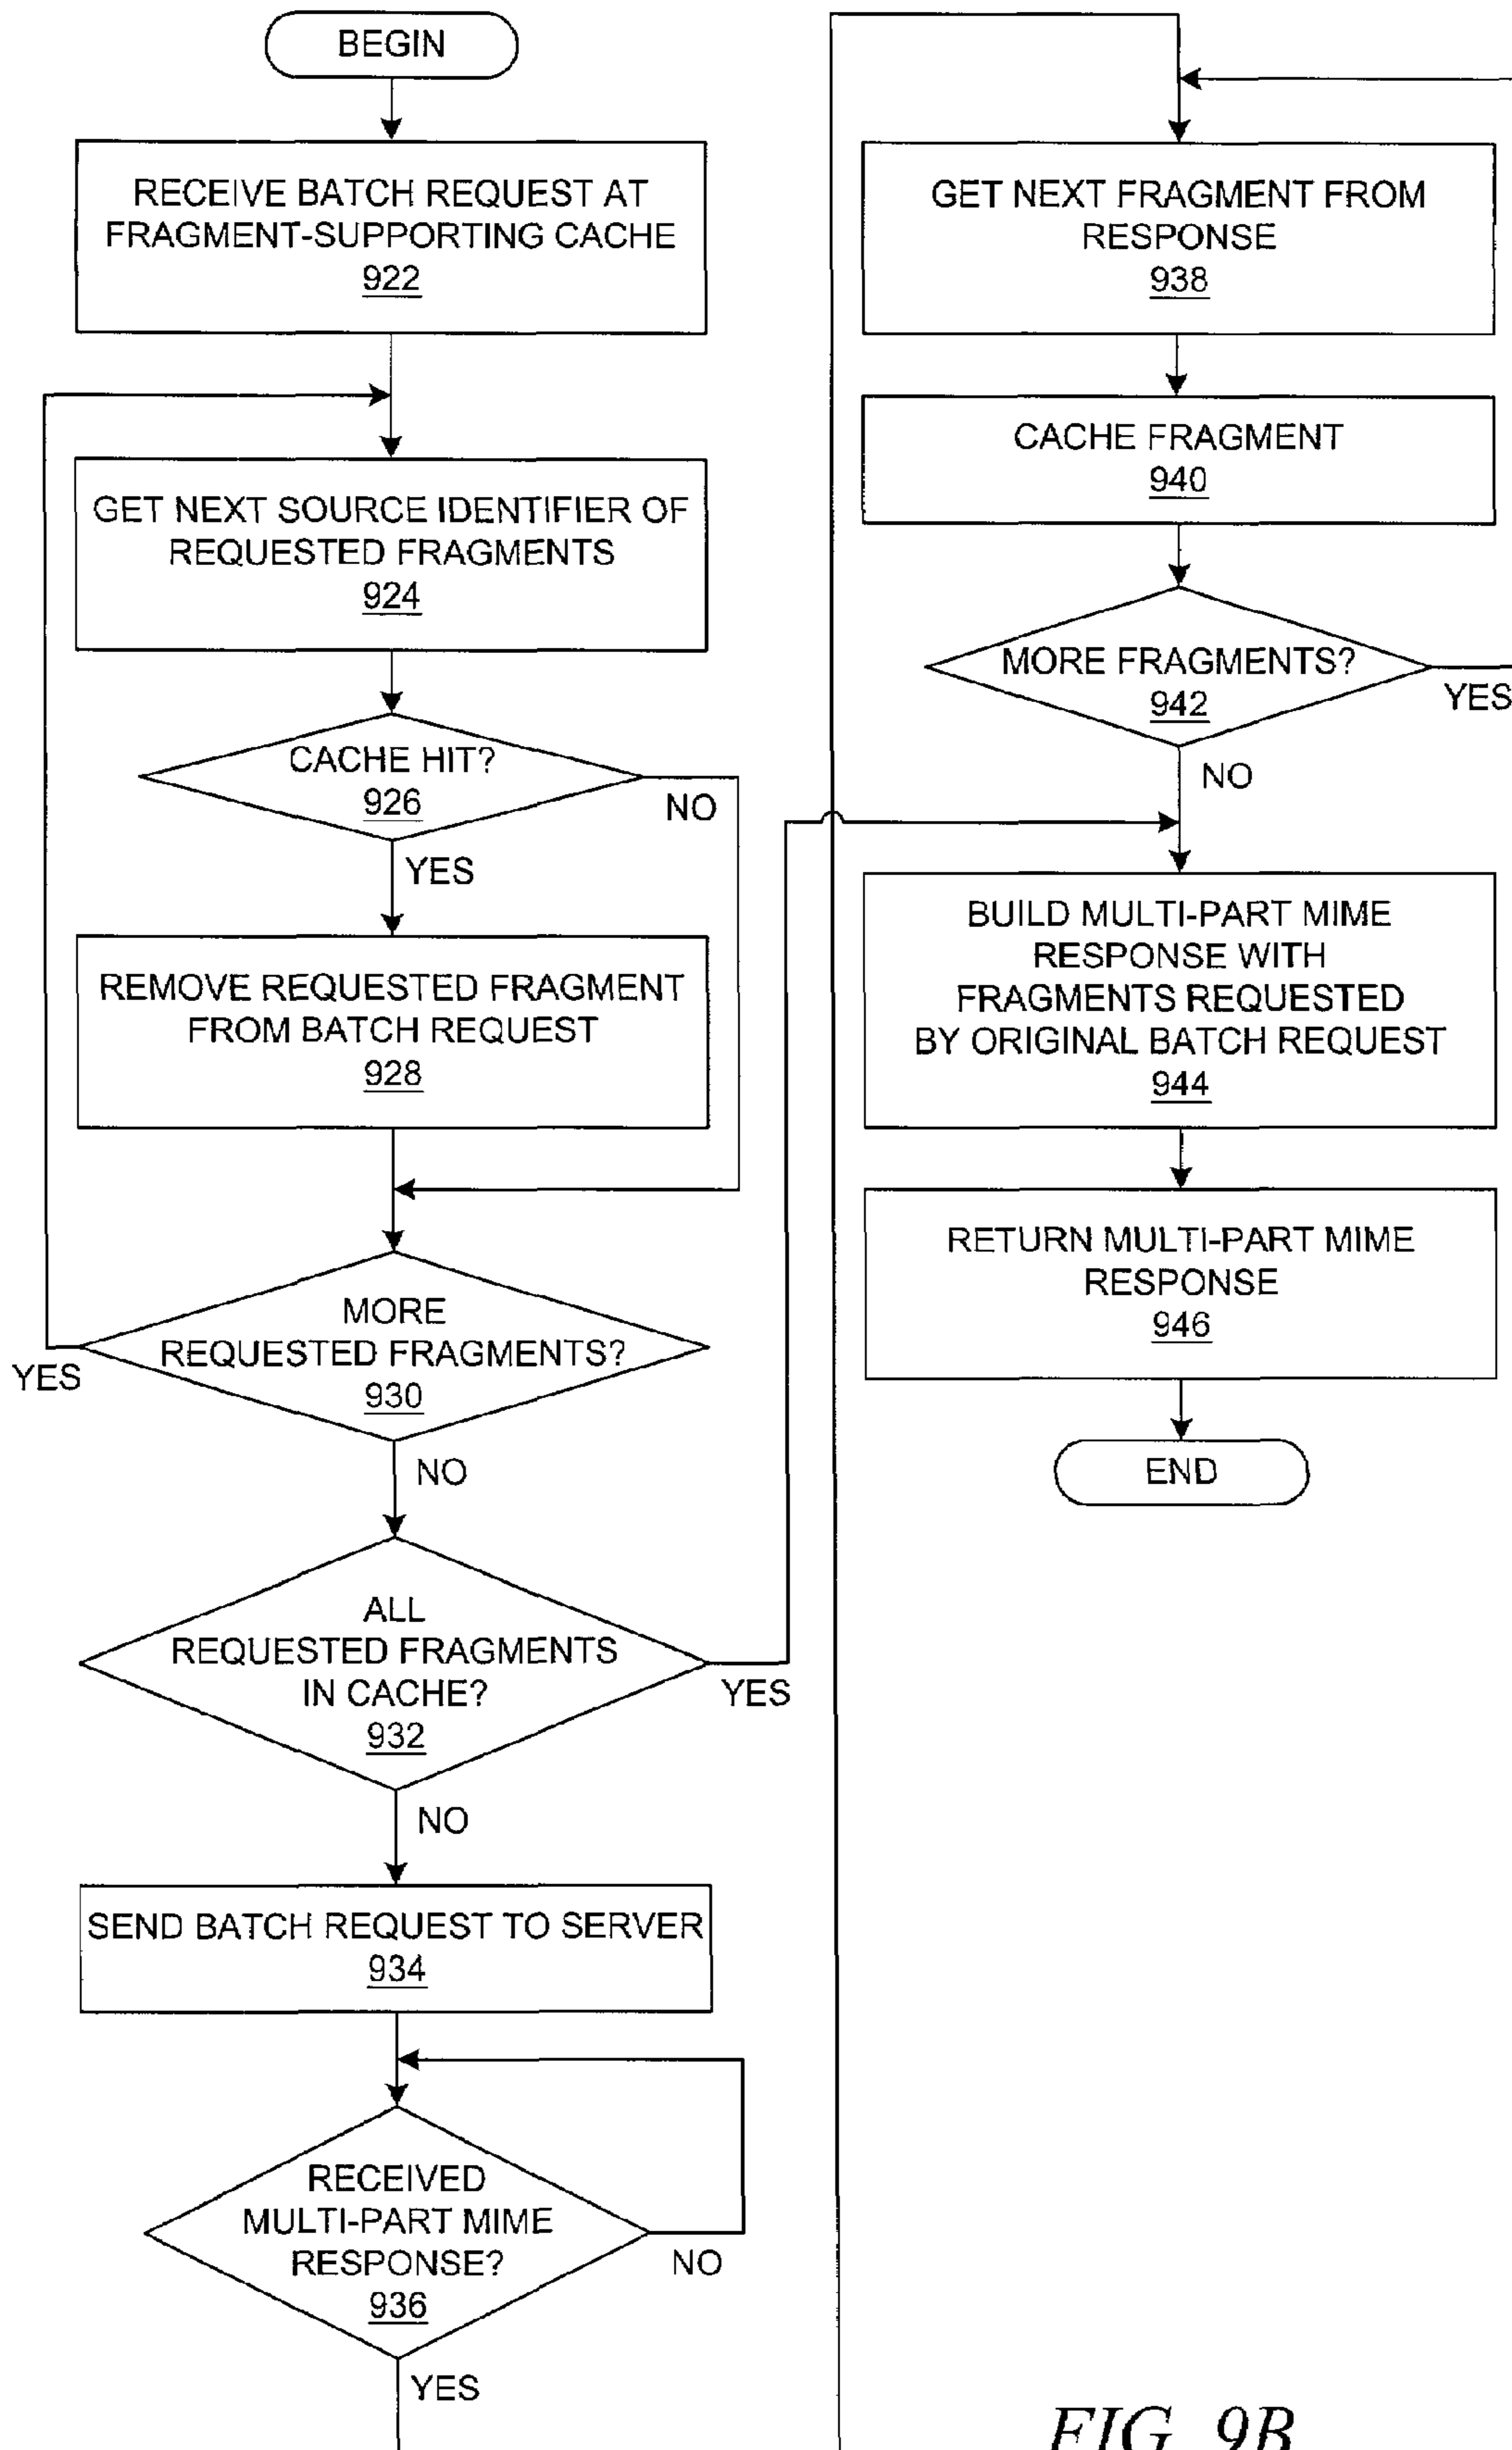 BEGIN
RECEIVE BATCH REQUEST AT
FRAGMENT-SUPPORTING CACHE
922
GET NEXT SOURCE IDENTIFIER OF
REQUESTED FRAGMENTS
924
CACHE HIT?
926
NO
YES
REMOVE REQUESTED FRAGMENT
FROM BATCH REQUEST
928
MORE
REQUESTED FRAGMENTS?
930
YES
NO
ALL
REQUESTED FRAGMENTS
IN CACHE?
932
YES
NO
SEND BATCH REQUEST TO SERVER
934
RECEIVED
MULTI-PART MIME
RESPONSE?
936
NO
YES
GET NEXT FRAGMENT FROM
RESPONSE
938
CACHE FRAGMENT
940
MORE FRAGMENTS?
942
YES
NO
BUILD MULTI-PART MIME
RESPONSE WITH
FRAGMENTS REQUESTED
BY ORIGINAL BATCH REQUEST
944
RETURN MULTI-PART MIME
RESPONSE
946
END
FIG. 9B